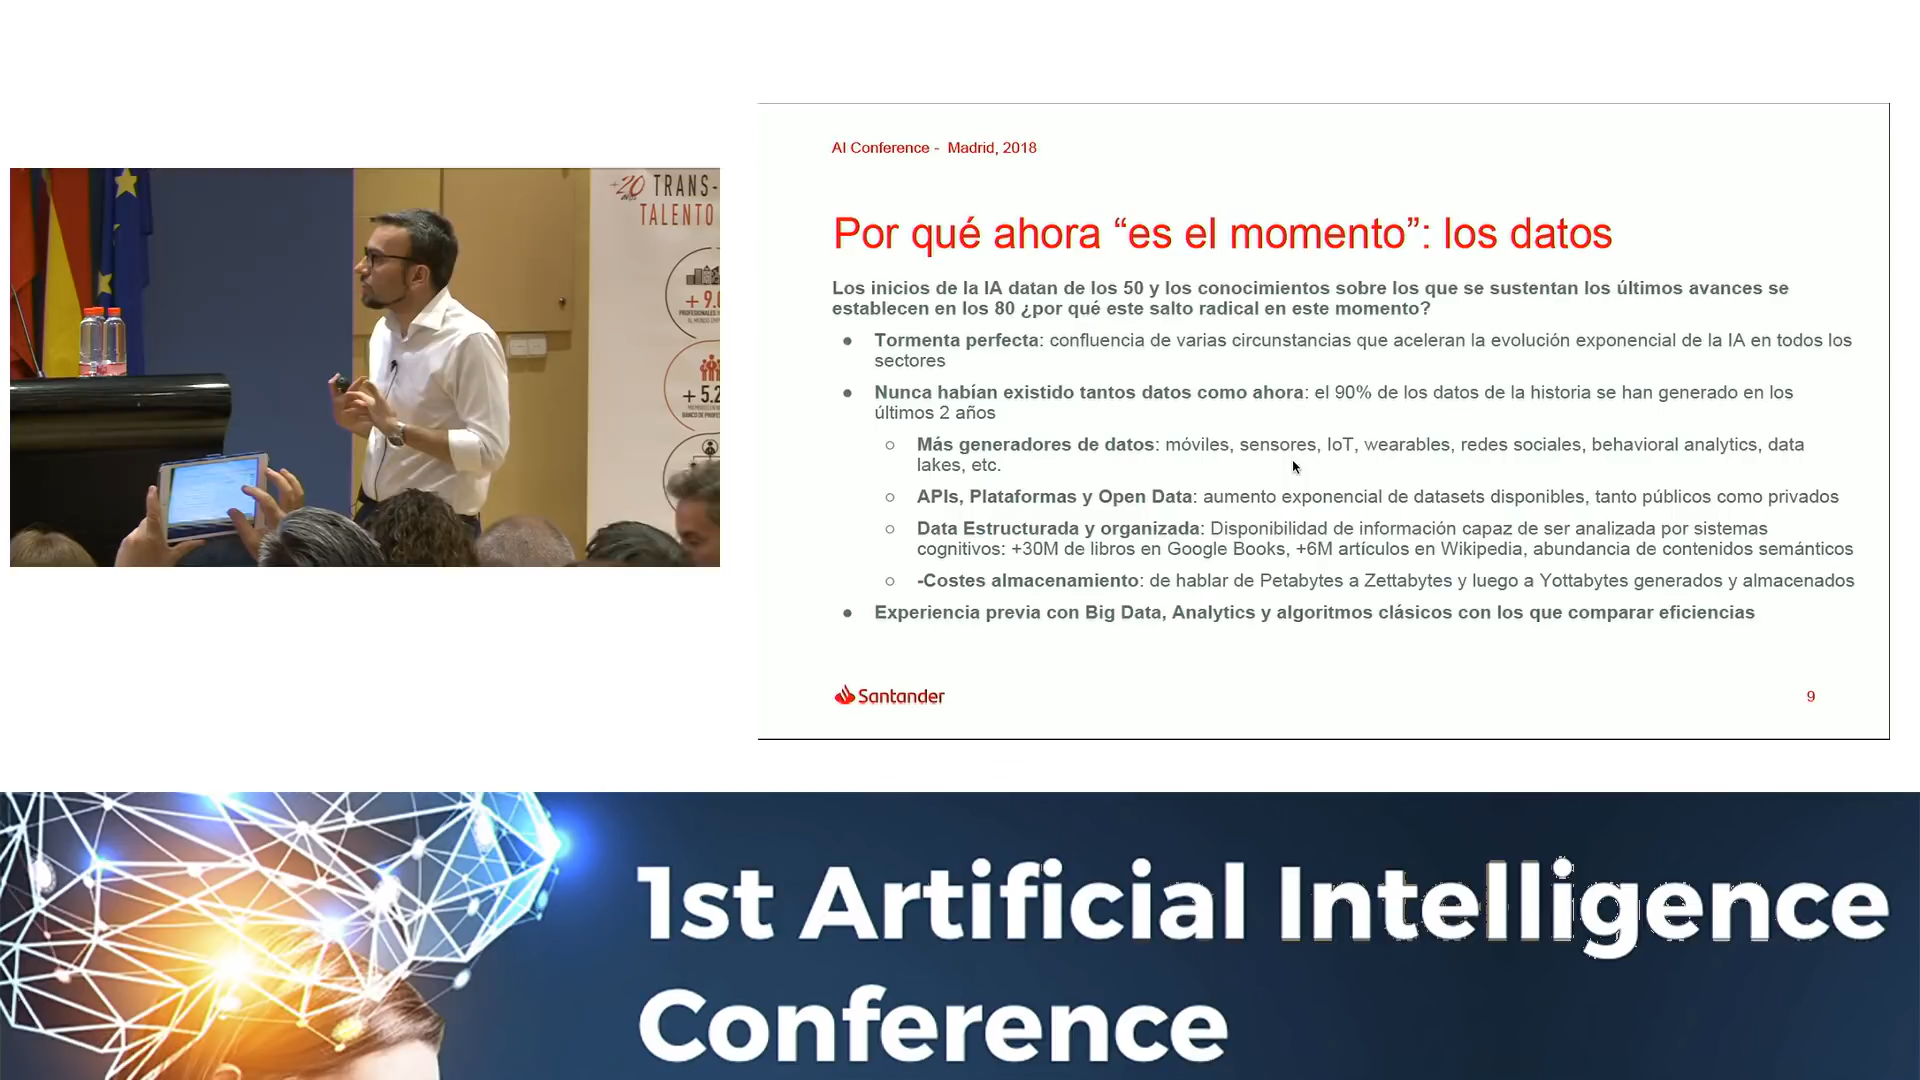 +20
años
TRANS-
TALENTO
+ 9.0
+ 5.2
AI Conference - Madrid, 2018
Por qué ahora “es el momento”: los datos
Los inicios de la IA datan de los 50 y los conocimientos sobre los que se sustentan los últimos avances se
establecen en los 80 ¿por qué este salto radical en este momento?
● Tormenta perfecta: confluencia de varias circunstancias que aceleran la evolución exponencial de la IA en todos los
sectores
● Nunca habían existido tantos datos como ahora: el 90% de los datos de la historia se han generado en los
últimos 2 años
○ Más generadores de datos: móviles, sensores, IoT, wearables, redes sociales, behavioral analytics, data
lakes, etc.
○ APIs, Plataformas y Open Data: aumento exponencial de datasets disponibles, tanto públicos como privados
○ Data Estructurada y organizada: Disponibilidad de información capaz de ser analizada por sistemas
cognitivos: +30M de libros en Google Books, +6M artículos en Wikipedia, abundancia de contenidos semánticos
○ -Costes almacenamiento: de hablar de Petabytes a Zettabytes y luego a Yottabytes generados y almacenados
● Experiencia previa con Big Data, Analytics y algoritmos clásicos con los que comparar eficiencias
Santander
9
1st Artificial Intelligence
Conference